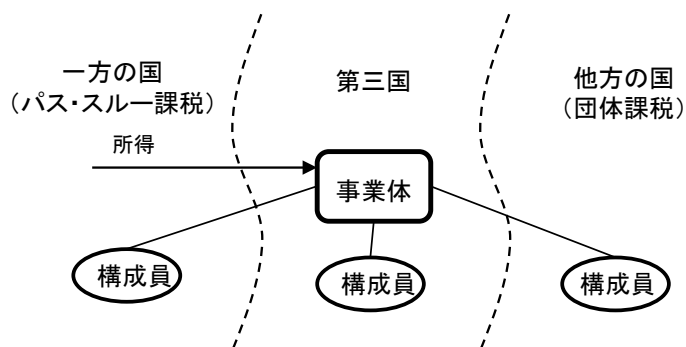 一方の国
（パス・スルー課税）
第三国
他方の国
（団体課税）
所得
事業体
構成員
構成員
構成員